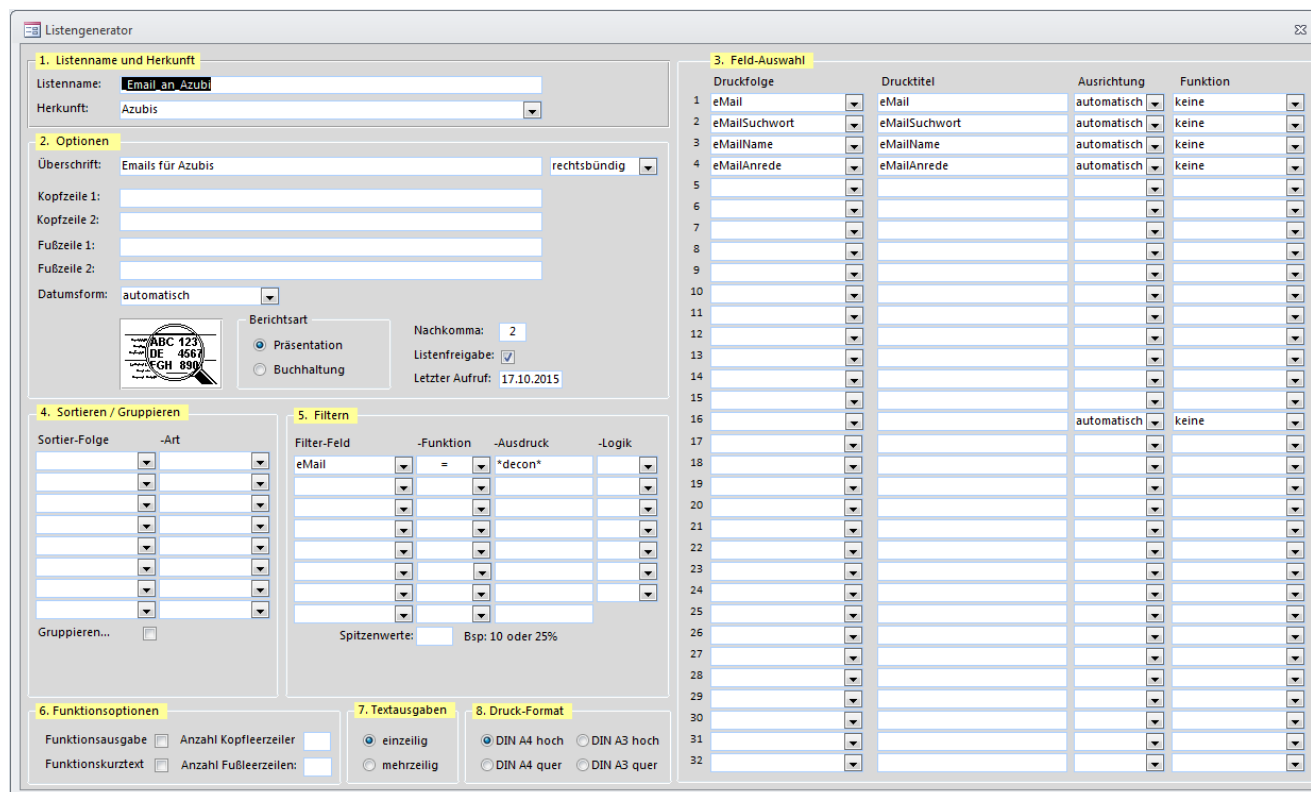 Listengenerator
1. Listenname und Herkunft
Listenname: _Email_an_Azubi
Herkunft: Azubis
2. Optionen
Überschrift: Emails für Azubis rechtsbündig
Kopfzeile 1:
Kopfzeile 2:
Fußzeile 1:
Fußzeile 2:
Datumsform: automatisch
ABC 123
DE 4567
FGH 890
Berichtsart
Präsentation
Buchhaltung
Nachkomma: 2
Listenfreigabe:
Letzter Aufruf: 17.10.2015
3. Feld-Auswahl
Druckfolge Drucktitel Ausrichtung Funktion
1 eMail eMail automatisch keine
2 eMailSuchwort eMailSuchwort automatisch keine
3 eMailName eMailName automatisch keine
4 eMailAnrede eMailAnrede automatisch keine
5
6
7
8
9
10
11
12
13
14
15
16 automatisch keine
17
18
19
20
21
22
23
24
25
26
27
28
29
30
31
32
4. Sortieren / Gruppieren
Sortier-Folge -Art
Gruppieren...
5. Filtern
Filter-Feld -Funktion -Ausdruck -Logik
eMail = *decon*
Spitzenwerte: Bsp: 10 oder 25%
6. Funktionsoptionen
Funktionsausgabe Anzahl Kopfleerzeiler
Funktionskurztext Anzahl Fußleerzeilen:
7. Textausgaben
einzeilig
mehrzeilig
8. Druck-Format
DIN A4 hoch DIN A3 hoch
DIN A4 quer DIN A3 quer